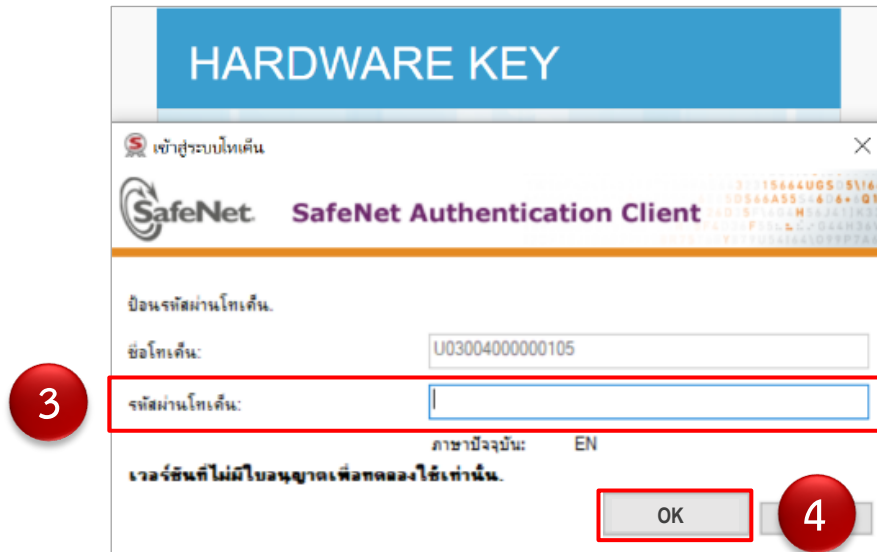 HARDWARE KEY
เข้าสู่ระบบโทเค็น
SafeNet. SafeNet Authentication Client
ป้อนรหัสผ่านโทเค็น.
ชื่อโทเค็น: U03004000000105
3 รหัสผ่านโทเค็น:
ภาษาปัจจุบัน: EN
เวอร์ชันที่ไม่มีใบอนุญาตเพื่อทดลองใช้เท่านั้น.
OK 4